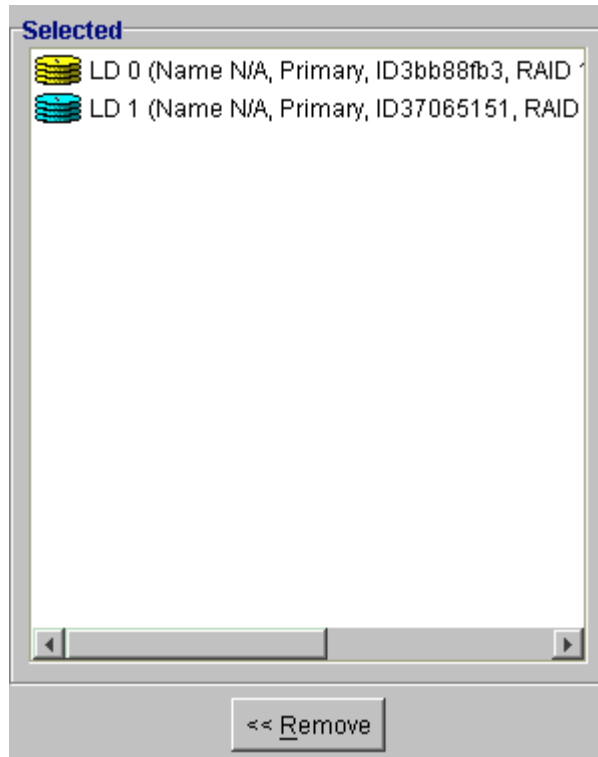 Selected
LD 0 (Name N/A, Primary, ID3bb88fb3, RAID
LD 1 (Name N/A, Primary, ID37065151, RAID
<< Remove